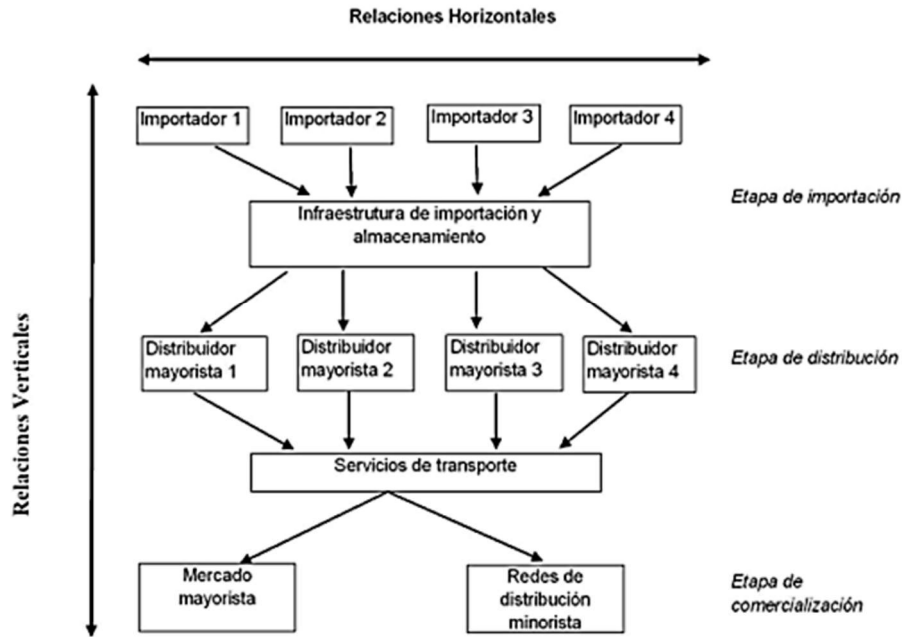 Relaciones Horizontales
Importador 1
Importador 2
Importador 3
Importador 4
Etapa de importación
Infraestrutura de importación y
almacenamiento
Relaciones Verticales
Distribuidor
mayorista 1
Distribuidor
mayorista 2
Distribuidor
mayorista 3
Distribuidor
mayorista 4
Etapa de distribución
Servicios de transporte
Mercado
mayorista
Redes de
distribución
minorista
Etapa de
comercialización